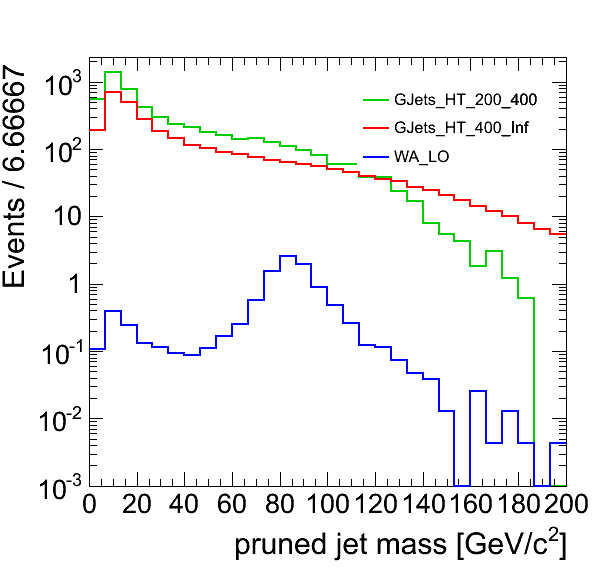 Events / 6.66667
10³
10²
10
1
10⁻¹
10⁻²
10⁻³
GJets_HT_200_400
GJets_HT_400_Inf
WA_LO
0 20 40 60 80 100 120 140 160 180 200
pruned jet mass [GeV/c²]